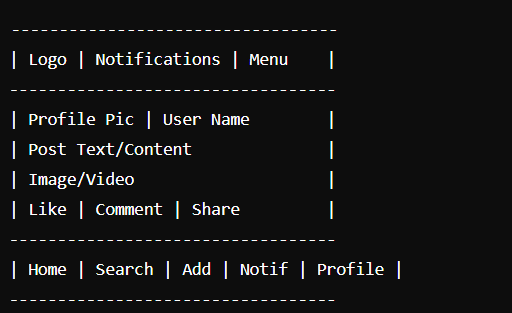 ----------------------------------
| Logo | Notifications | Menu    |
----------------------------------
| Profile Pic | User Name        |
| Post Text/Content              |
| Image/Video                    |
| Like | Comment | Share         |
----------------------------------
| Home | Search | Add | Notif | Profile |
----------------------------------